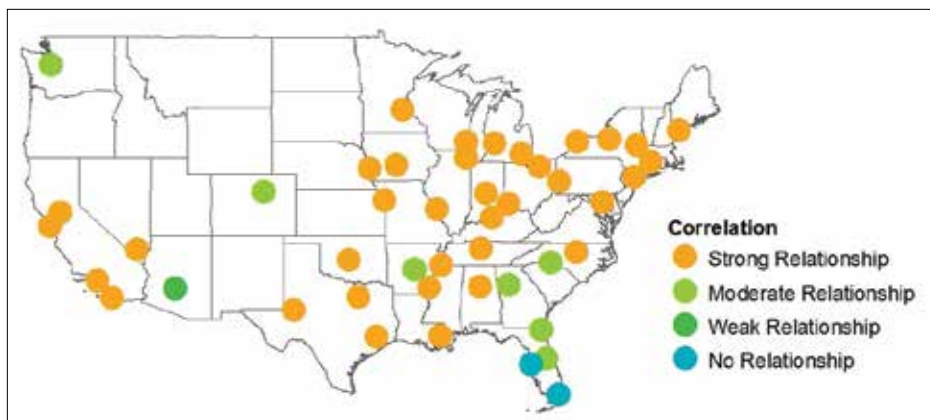 Correlation
Strong Relationship
Moderate Relationship
Weak Relationship
No Relationship